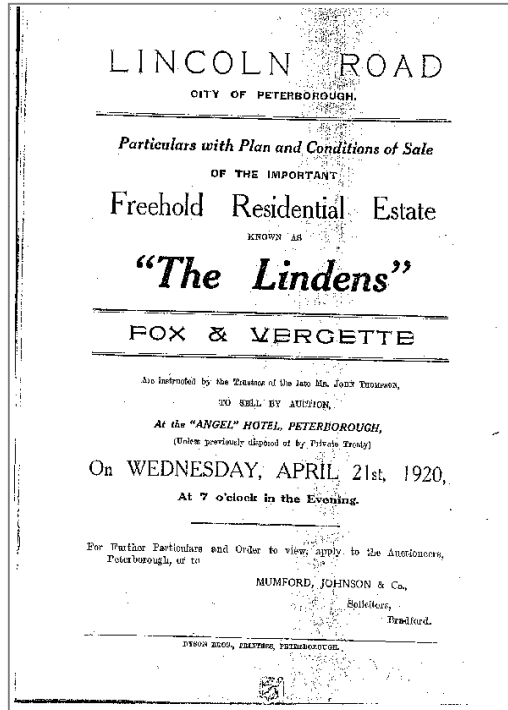 LINCOLN ROAD
CITY OF PETERBOROUGH.
Particulars with Plan and Conditions of Sale
OF THE IMPORTANT
Freehold Residential Estate
KNOWN AS
"The Lindens"
FOX & VERGETTE
Are instructed by the Trustees of the late Mr. JOHN THOMPSON,
TO SELL BY AUCTION,
At the "ANGEL" HOTEL, PETERBOROUGH,
(Unless previously disposed of by Private Treaty)
On WEDNESDAY, APRIL 21st, 1920,
At 7 o'clock in the Evening.
For Further Particulars and Order to view, apply to the Auctioneers,
Peterborough, or to
MUMFORD, JOHNSON & Co.,
Solicitors,
Bradford.
DYSON BROS., PRINTERS, PETERBOROUGH.